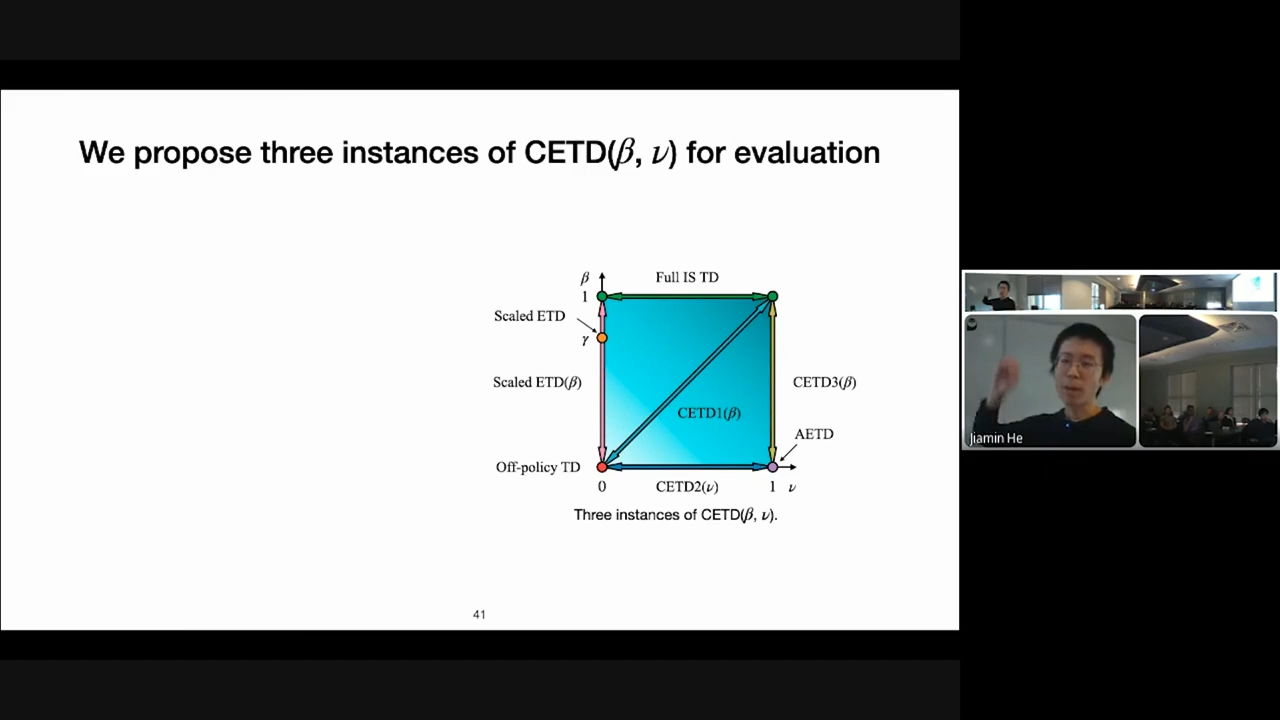 We propose three instances of CETD(β, ν) for evaluation
β
Full IS TD
1
Scaled ETD
γ
Scaled ETD(β)
CETD3(β)
CETD1(β)
AETD
Off-policy TD
0
CETD2(ν)
1
ν
Three instances of CETD(β, ν).
41
Jiamin He